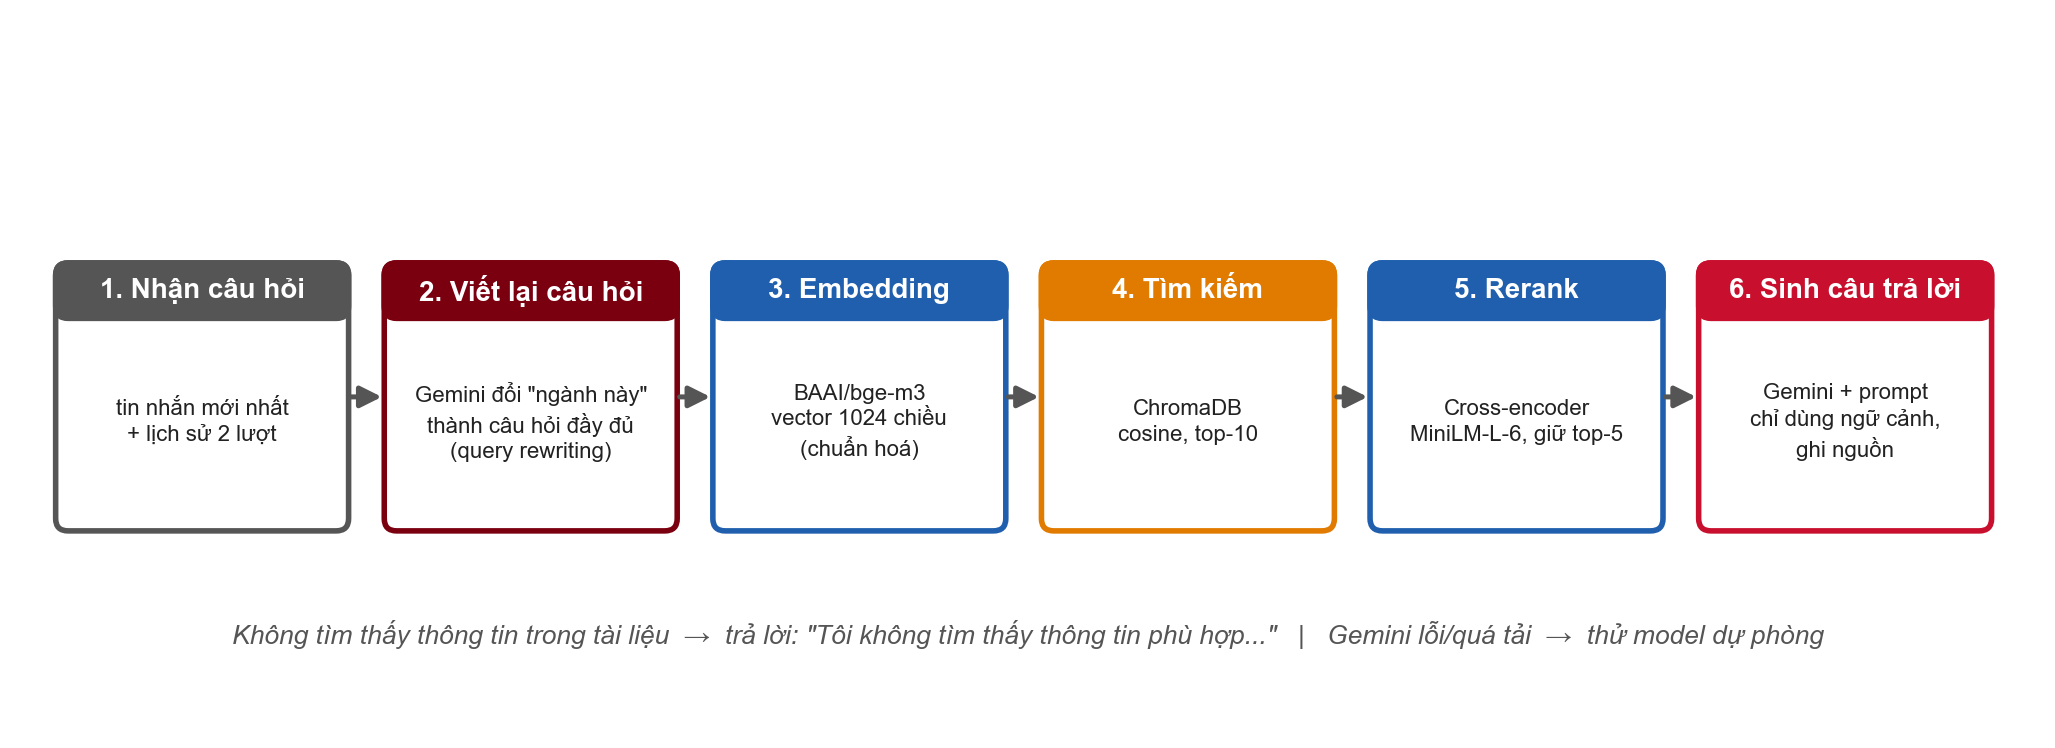 1. Nhận câu hỏi
tin nhắn mới nhất
+ lịch sử 2 lượt
2. Viết lại câu hỏi
Gemini đổi "ngành này"
thành câu hỏi đầy đủ
(query rewriting)
3. Embedding
BAAI/bge-m3
vector 1024 chiều
(chuẩn hoá)
4. Tìm kiếm
ChromaDB
cosine, top-10
5. Rerank
Cross-encoder
MiniLM-L-6, giữ top-5
6. Sinh câu trả lời
Gemini + prompt
chỉ dùng ngữ cảnh,
ghi nguồn
Không tìm thấy thông tin trong tài liệu → trả lời: "Tôi không tìm thấy thông tin phù hợp..." | Gemini lỗi/quá tải → thử model dự phòng